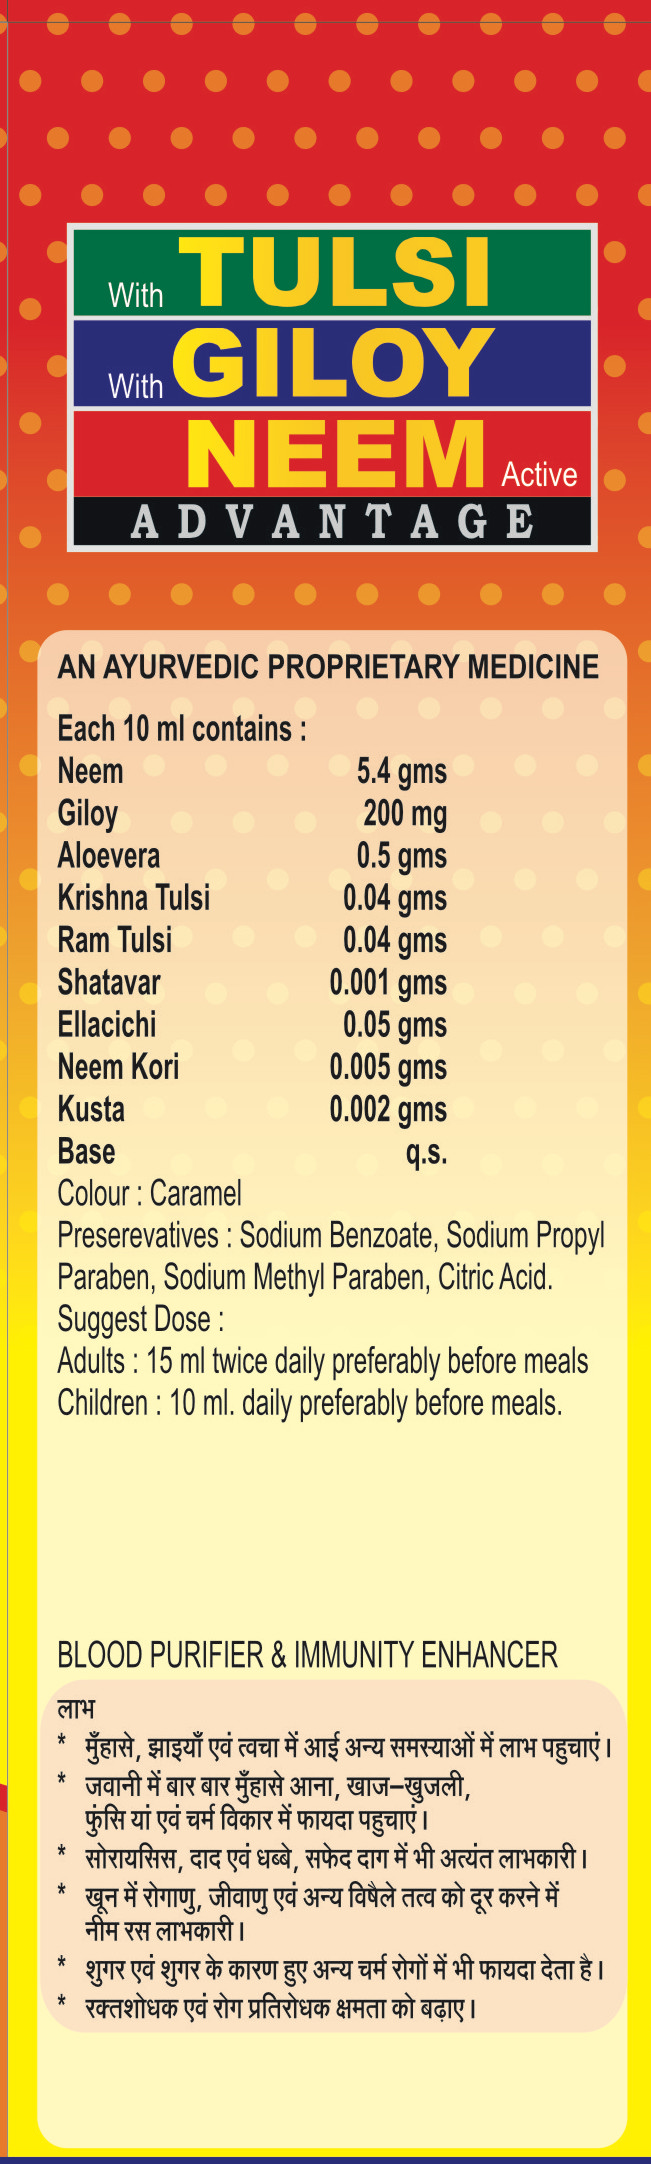 With TULSI
With GILOY
NEEM Active
ADVANTAGE
AN AYURVEDIC PROPRIETARY MEDICINE
Each 10 ml contains :
Neem 5.4 gms
Giloy 200 mg
Aloevera 0.5 gms
Krishna Tulsi 0.04 gms
Ram Tulsi 0.04 gms
Shatavar 0.001 gms
Ellacichi 0.05 gms
Neem Kori 0.005 gms
Kusta 0.002 gms
Base q.s.
Colour : Caramel
Preserevatives : Sodium Benzoate, Sodium Propyl
Paraben, Sodium Methyl Paraben, Citric Acid.
Suggest Dose :
Adults : 15 ml twice daily preferably before meals
Children : 10 ml. daily preferably before meals.
BLOOD PURIFIER & IMMUNITY ENHANCER
लाभ
* मुँहासे, झाइयाँ एवं त्वचा में आई अन्य समस्याओं में लाभ पहुचाएं।
* जवानी में बार बार मुँहासे आना, खाज–खुजली,
फुंसि यां एवं चर्म विकार में फायदा पहुचाएं।
* सोरायसिस, दाद एवं धब्बे, सफेद दाग में भी अत्यंत लाभकारी।
* खून में रोगाणु, जीवाणु एवं अन्य विषैले तत्व को दूर करने में
नीम रस लाभकारी।
* शुगर एवं शुगर के कारण हुए अन्य चर्म रोगों में भी फायदा देता है।
* रक्तशोधक एवं रोग प्रतिरोधक क्षमता को बढ़ाए।